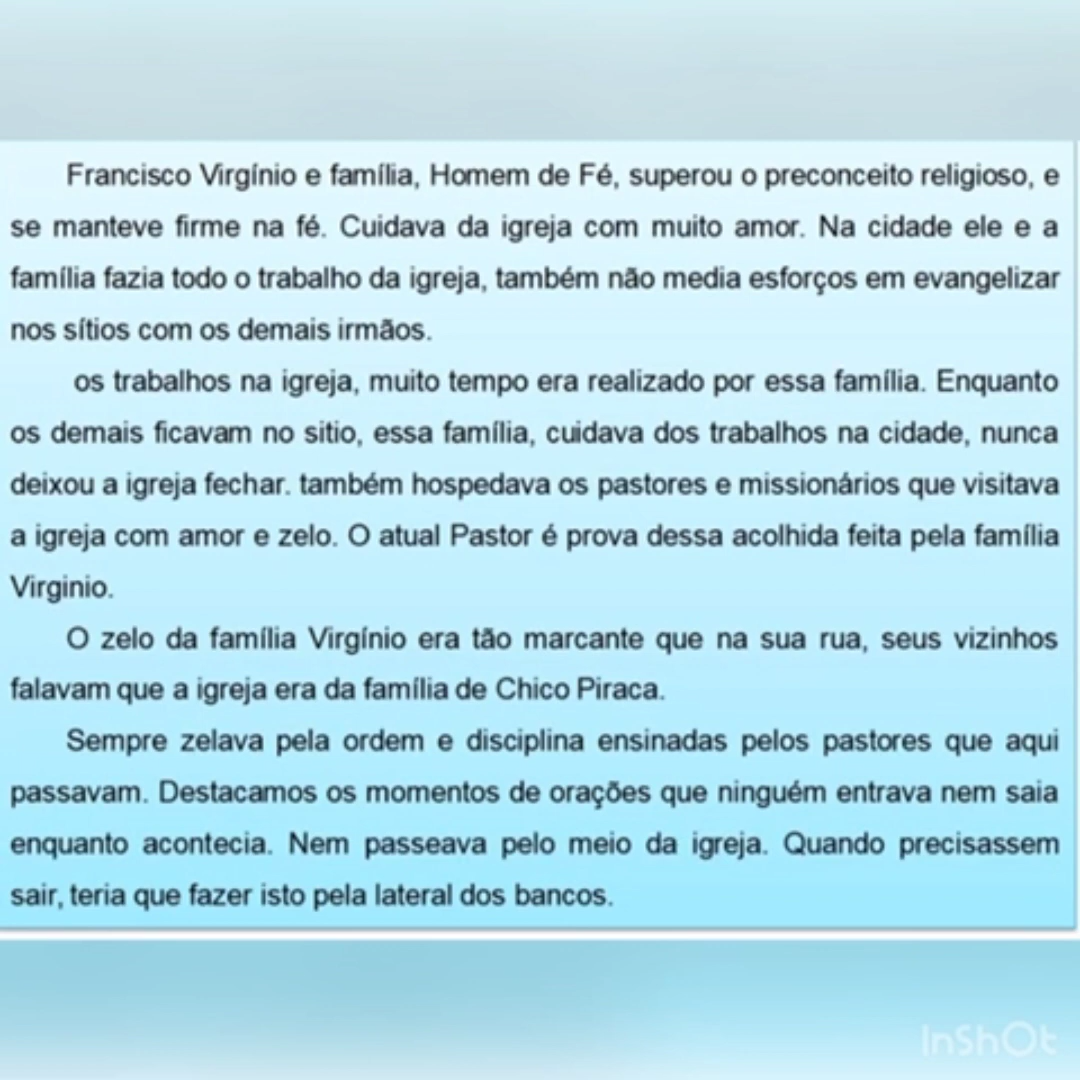 Francisco Virgínio e família, Homem de Fé, superou o preconceito religioso, e
se manteve firme na fé. Cuidava da igreja com muito amor. Na cidade ele e a
família fazia todo o trabalho da igreja, também não media esforços em evangelizar
nos sítios com os demais irmãos.
os trabalhos na igreja, muito tempo era realizado por essa família. Enquanto
os demais ficavam no sitio, essa família, cuidava dos trabalhos na cidade, nunca
deixou a igreja fechar. também hospedava os pastores e missionários que visitava
a igreja com amor e zelo. O atual Pastor é prova dessa acolhida feita pela família
Virginio.
O zelo da família Virgínio era tão marcante que na sua rua, seus vizinhos
falavam que a igreja era da família de Chico Piraca.
Sempre zelava pela ordem e disciplina ensinadas pelos pastores que aqui
passavam. Destacamos os momentos de orações que ninguém entrava nem saia
enquanto acontecia. Nem passeava pelo meio da igreja. Quando precisassem
sair, teria que fazer isto pela lateral dos bancos.
InShOt